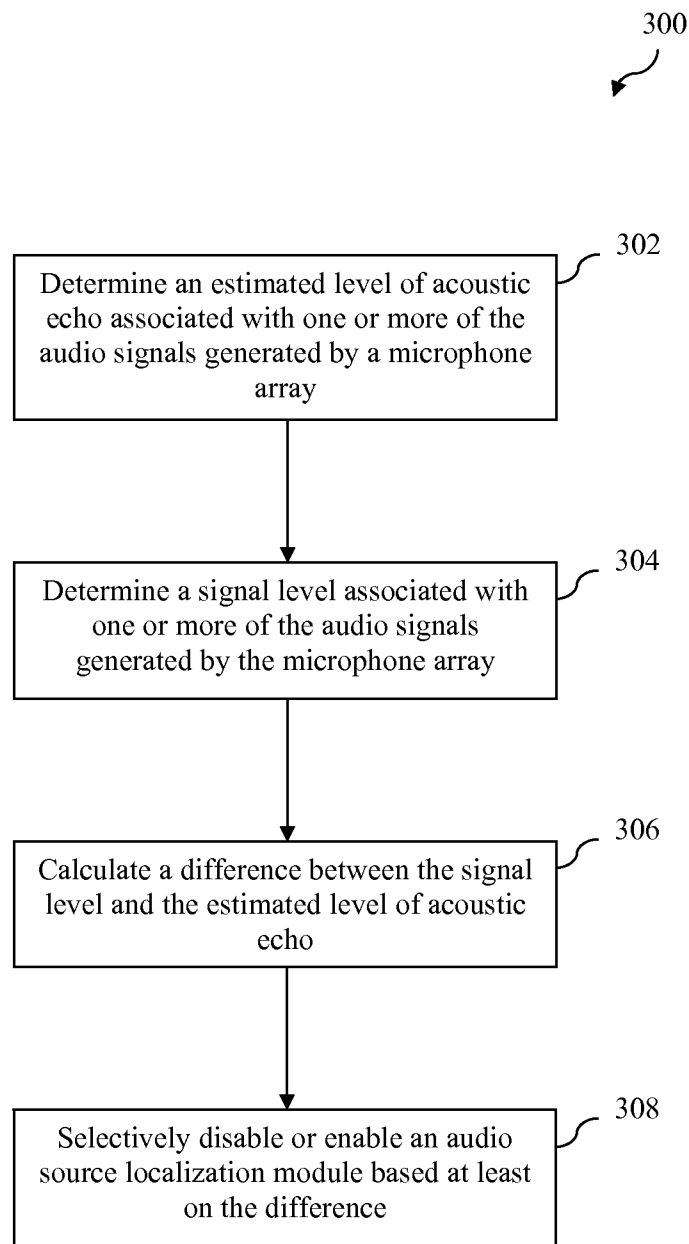 300
302
Determine an estimated level of acoustic
echo associated with one or more of the
audio signals generated by a microphone
array
304
Determine a signal level associated with
one or more of the audio signals
generated by the microphone array
306
Calculate a difference between the signal
level and the estimated level of acoustic
echo
308
Selectively disable or enable an audio
source localization module based at least
on the difference